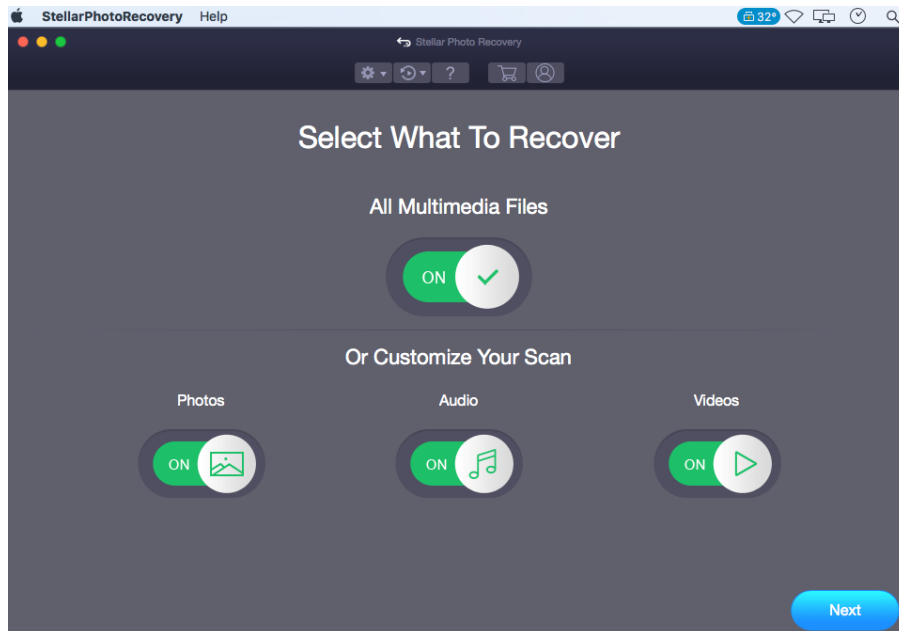 StellarPhotoRecovery Help 32°
Stellar Photo Recovery
?
Select What To Recover
All Multimedia Files
ON
Or Customize Your Scan
Photos Audio Videos
ON ON ON
Next